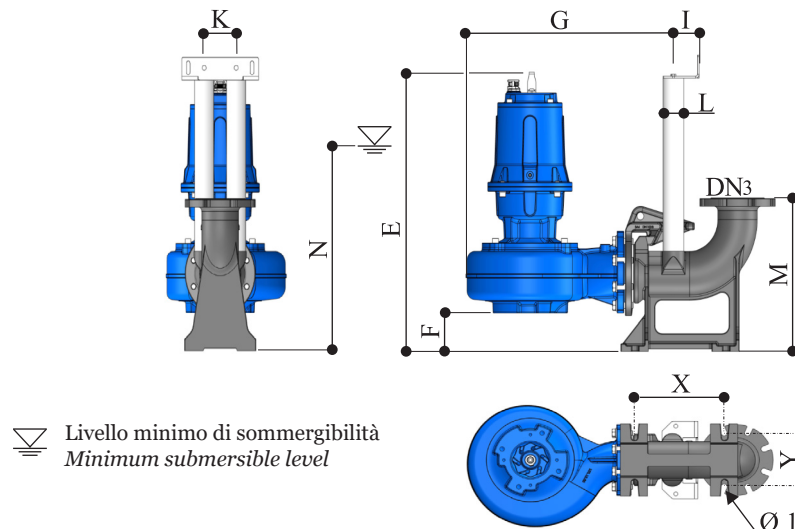 K
G
I
L
DN3
E
N
M
F
X
Y
Livello minimo di sommergibilità
Minimum submersible level
Ø 1